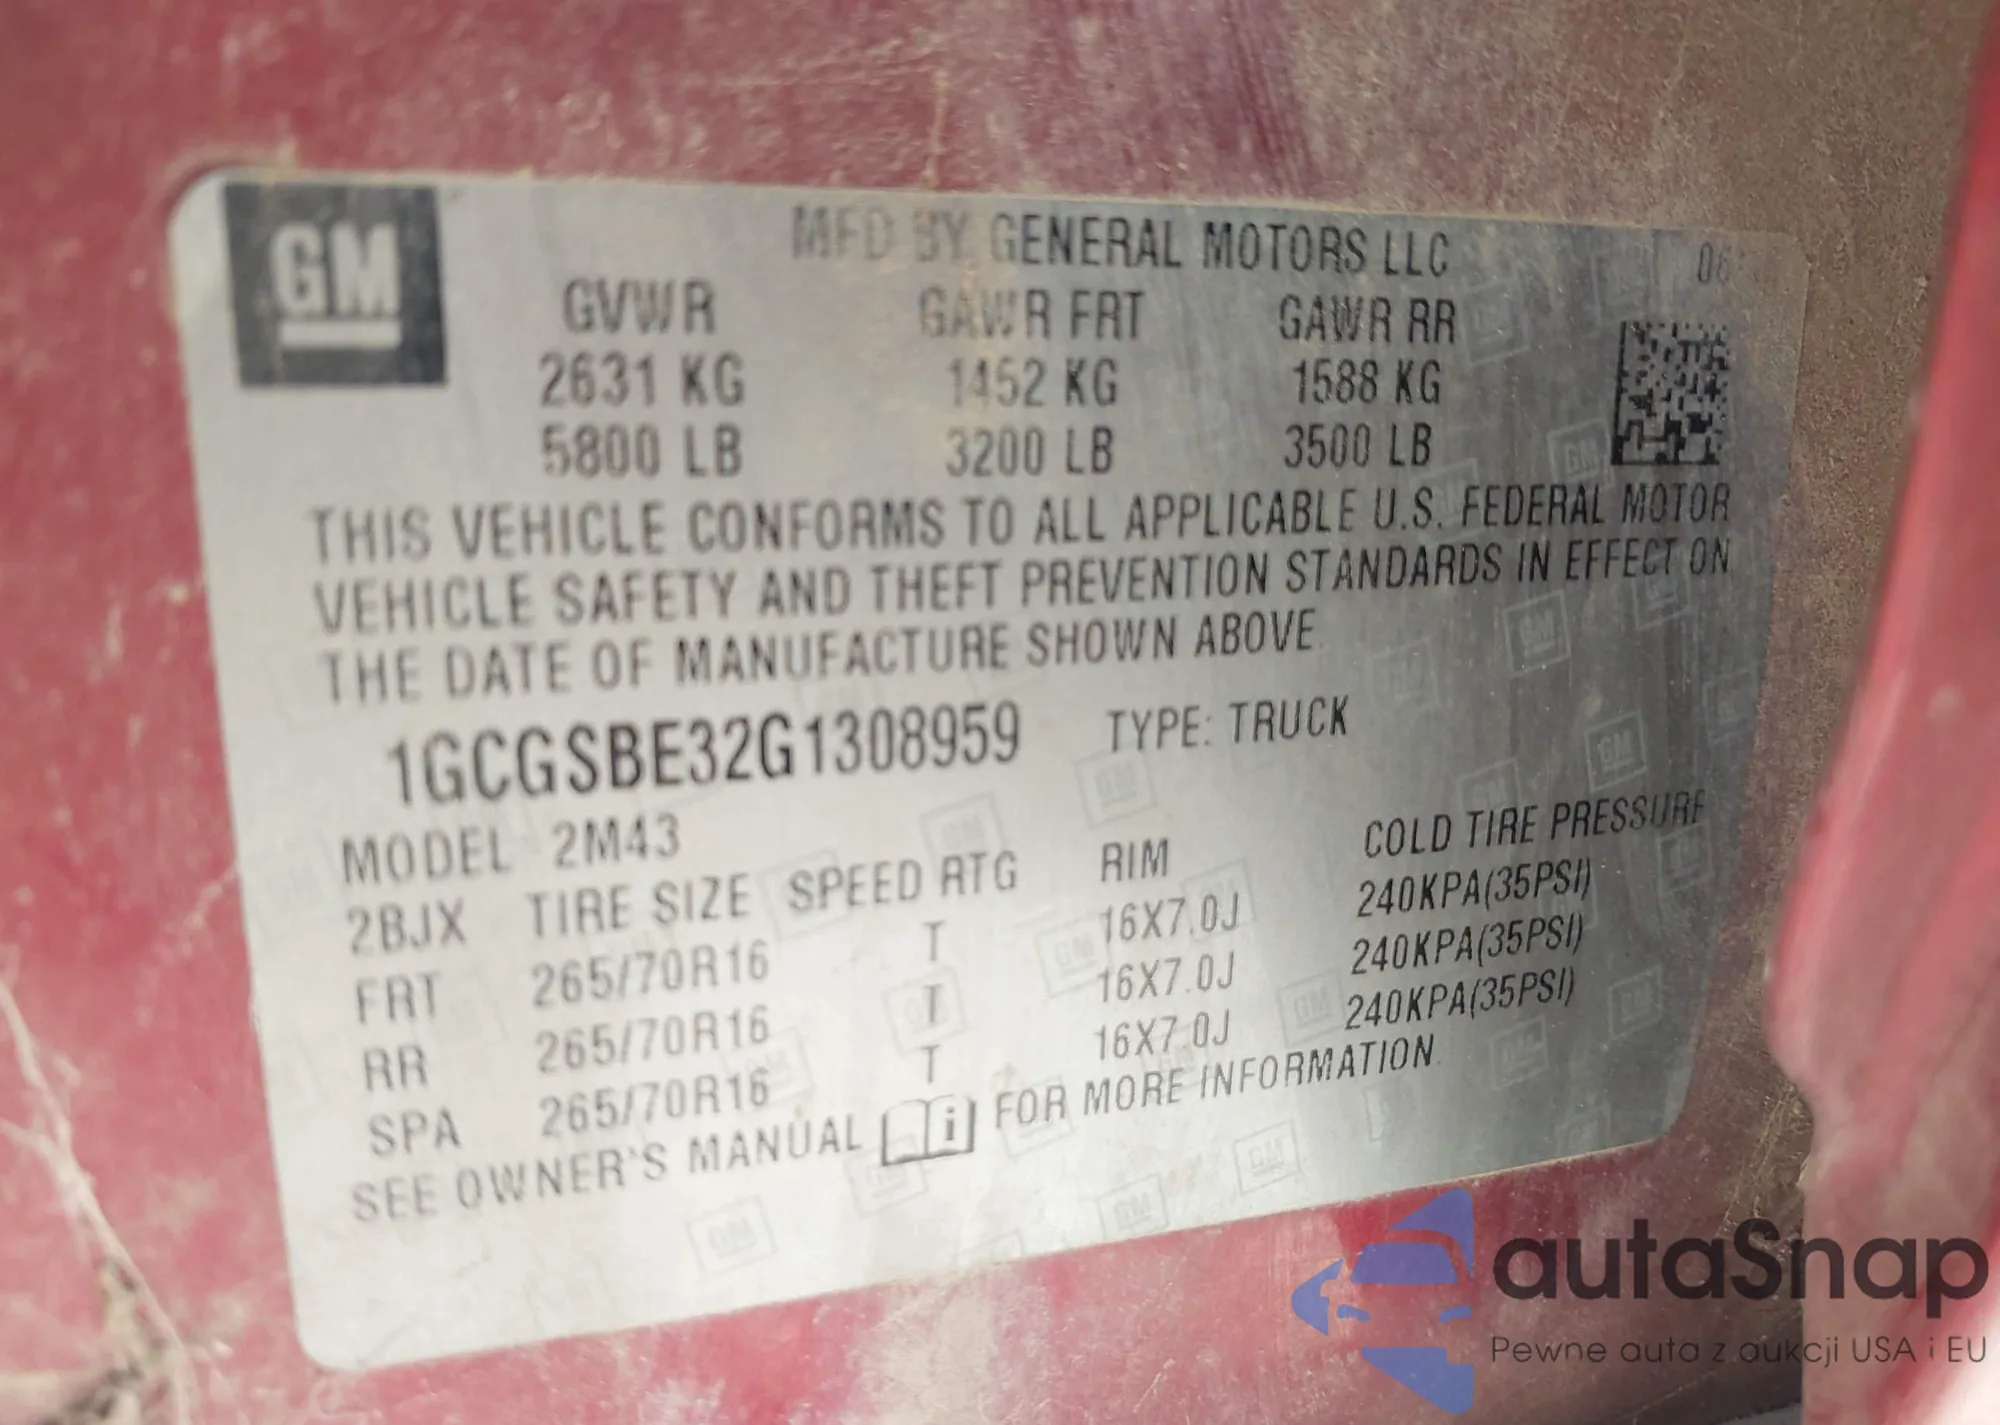 GM
MFD BY GENERAL MOTORS LLC 06
GVWR GAWR FRT GAWR RR
2631 KG 1452 KG 1588 KG
5800 LB 3200 LB 3500 LB
THIS VEHICLE CONFORMS TO ALL APPLICABLE U.S. FEDERAL MOTOR
VEHICLE SAFETY AND THEFT PREVENTION STANDARDS IN EFFECT ON
THE DATE OF MANUFACTURE SHOWN ABOVE.
1GCGSBE32G1308959 TYPE: TRUCK
MODEL 2M43
2BJX TIRE SIZE SPEED RTG RIM COLD TIRE PRESSURE
FRT 265/70R16 T 16X7.0J 240KPA(35PSI)
RR 265/70R16 T 16X7.0J 240KPA(35PSI)
SPA 265/70R16 T 16X7.0J 240KPA(35PSI)
SEE OWNER'S MANUAL i FOR MORE INFORMATION.
autaSnap
Pewne auta z aukcji USA i EU